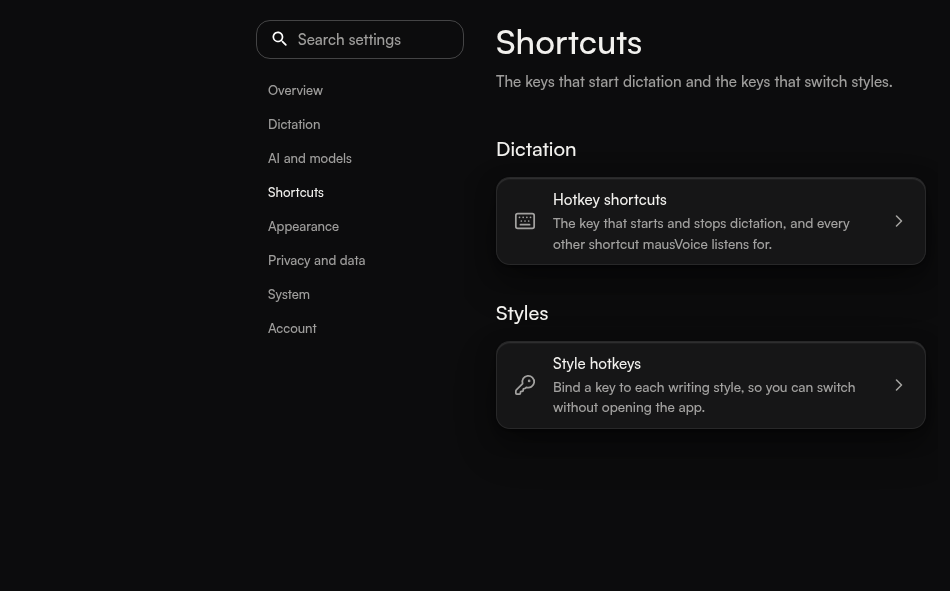 Search settings
Overview
Dictation
AI and models
Shortcuts
Appearance
Privacy and data
System
Account
Shortcuts
The keys that start dictation and the keys that switch styles.
Dictation
Hotkey shortcuts
The key that starts and stops dictation, and every
other shortcut mausVoice listens for.
Styles
Style hotkeys
Bind a key to each writing style, so you can switch
without opening the app.